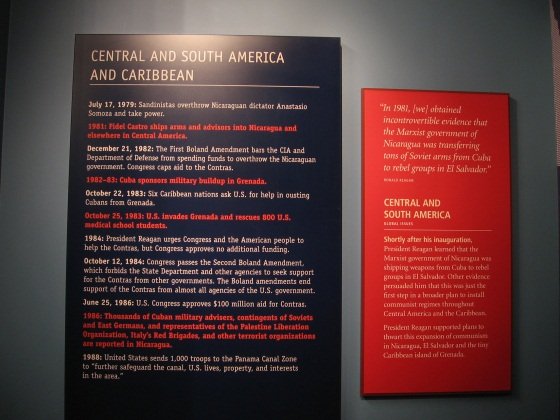 CENTRAL AND SOUTH AMERICA
AND CARIBBEAN
July 17, 1979: Sandinistas overthrow Nicaraguan dictator Anastasio
Somoza and take power.
1981: Fidel Castro ships arms and advisors into Nicaragua and
elsewhere in Central America.
December 21, 1982: The First Boland Amendment bars the CIA and
Department of Defense from spending funds to overthrow the Nicaraguan
government. Congress caps aid to the Contras.
1982-83: Cuba sponsors military buildup in Grenada.
October 22, 1983: Six Caribbean nations ask U.S. for help in ousting
Cubans from Grenada.
October 25, 1983: U.S. invades Grenada and rescues 800 U.S.
medical school students.
1984: President Reagan urges Congress and the American people to
help the Contras, but Congress approves no additional funding.
October 12, 1984: Congress passes the Second Boland Amendment,
which forbids the State Department and other agencies to seek support
for the Contras from other governments. The Boland amendments end
support of the Contras from almost all agencies of the U.S. government.
June 25, 1986: U.S. Congress approves $100 million aid for Contras.
1986: Thousands of Cuban military advisers, contingents of Soviets
and East Germans, and representatives of the Palestine Liberation
Organization, Italy's Red Brigades, and other terrorist organizations
are reported in Nicaragua.
1988: United States sends 1,000 troops to the Panama Canal Zone
to "further safeguard the canal, U.S. lives, property, and interests
in the area."
"In 1981, [we] obtained
incontrovertible evidence that
the Marxist government of
Nicaragua was transferring
tons of Soviet arms from Cuba
to rebel groups in El Salvador."
RONALD REAGAN
CENTRAL AND
SOUTH AMERICA
GLOBAL ISSUES
Shortly after his inauguration,
President Reagan learned that the
Marxist government of Nicaragua was
shipping weapons from Cuba to rebel
groups in El Salvador. Other evidence
persuaded him that this was just the
first step in a broader plan to install
communist regimes throughout
Central America and the Caribbean.
President Reagan supported plans to
thwart this expansion of communism
in Nicaragua, El Salvador and the tiny
Caribbean island of Grenada.